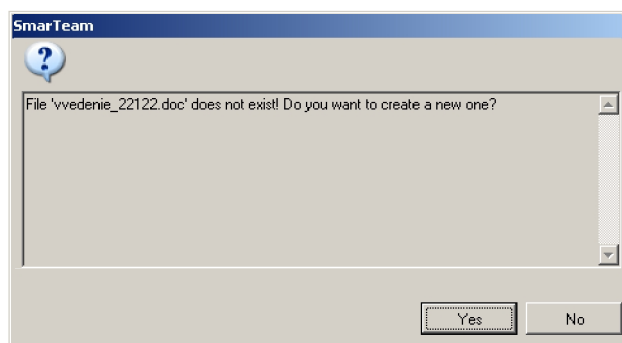 SmarTeam
File 'vvedenie_22122.doc' does not exist! Do you want to create a new one?
Yes
No